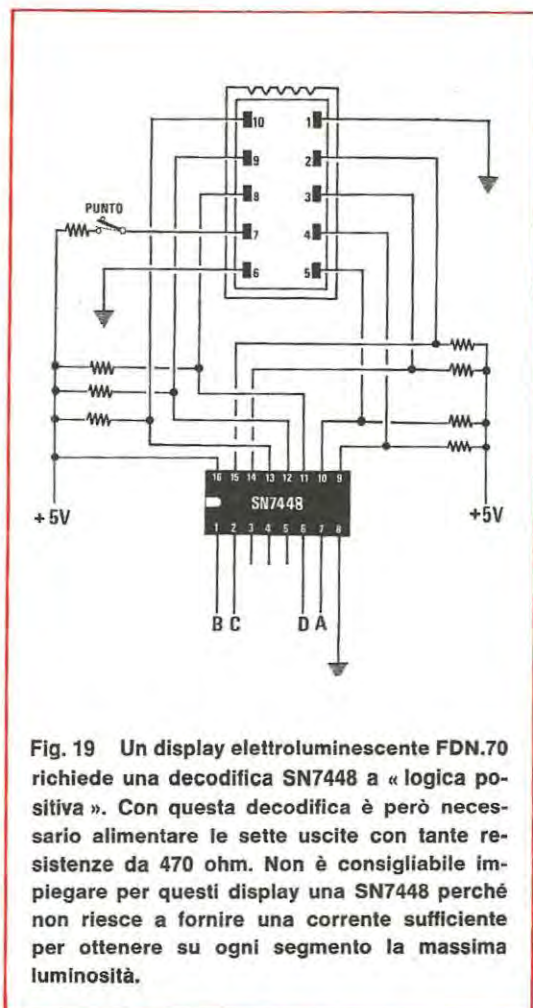 10 1
9 2
8 3
PUNTO
7 4
6 5
16 15 14 13 12 11 10 9
SN7448
+5V +5V
1 2 3 4 5 6 7 8
B C D A
Fig. 19 Un display elettroluminescente FDN.70
richiede una decodifica SN7448 a « logica po-
sitiva ». Con questa decodifica è però neces-
sario alimentare le sette uscite con tante re-
sistenze da 470 ohm. Non è consigliabile im-
piegare per questi display una SN7448 perché
non riesce a fornire una corrente sufficiente
per ottenere su ogni segmento la massima
luminosità.